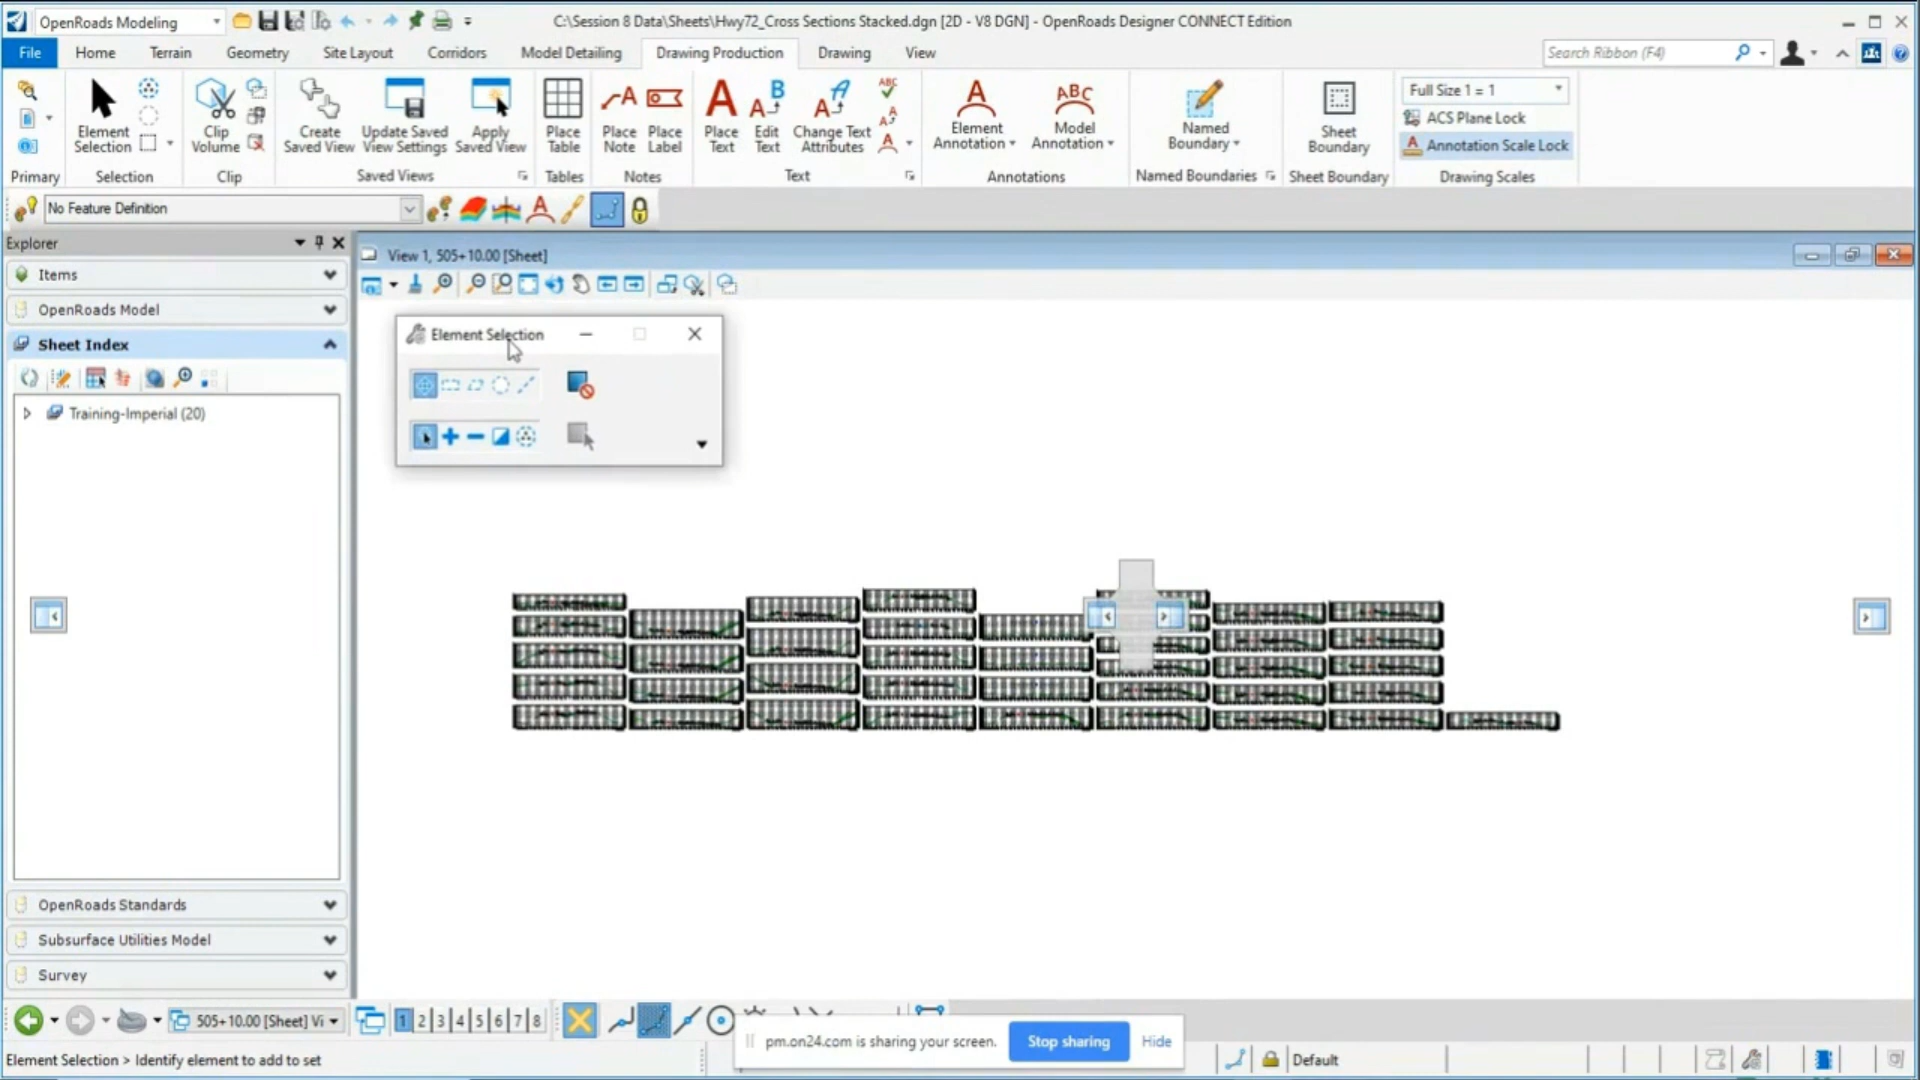 OpenRoads Modeling
C:\Session 8 Data\Sheets\Hwy72_Cross Sections Stacked.dgn [2D - V8 DGN] - OpenRoads Designer CONNECT Edition
File Home Terrain Geometry Site Layout Corridors Model Detailing Drawing Production Drawing View
Search Ribbon (F4)
Element Selection
Clip Volume
Create Saved View
Update Saved View Settings
Apply Saved View
Place Table
Place Note
Place Label
Place Text
Edit Text
Change Text Attributes
Element Annotation
Model Annotation
Named Boundary
Sheet Boundary
Full Size 1 = 1
ACS Plane Lock
Annotation Scale Lock
Primary Selection Clip Saved Views Tables Notes Text Annotations Named Boundaries Sheet Boundary Drawing Scales
No Feature Definition
Explorer
View 1, 505+10.00 [Sheet]
Items
OpenRoads Model
Sheet Index
Element Selection
Training-Imperial (20)
OpenRoads Standards
Subsurface Utilities Model
Survey
505+10.00 [Sheet] Vi
1 2 3 4 5 6 7 8
pm.on24.com is sharing your screen. Stop sharing Hide
Element Selection > Identify element to add to set
Default